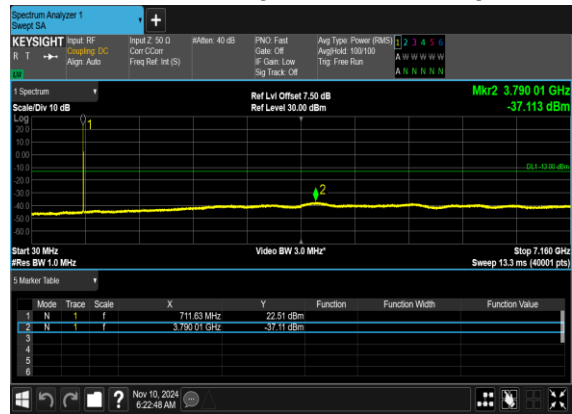 Spectrum Analyzer 1
Swept SA
+
KEYSIGHT Input: RF Input Z: 50 Ω #Atten: 40 dB PNO: Fast Avg Type: Power (RMS) 1 2 3 4 5 6
R T Coupling: DC Corr CCorr Gate: Off Avg|Hold: 100/100 A W W W W W
Align: Auto Freq Ref: Int (S) IF Gain: Low Trig: Free Run A N N N N N
Sig Track: Off
1 Spectrum Ref Lvl Offset 7.50 dB Mkr2 3.790 01 GHz
Scale/Div 10 dB Ref Level 30.00 dBm -37.113 dBm
Log
1
20.0
10.0
0.00
-10.0
DL1 -13.00 dBm
-20.0
-30.0
2
-40.0
-50.0
-60.0
Start 30 MHz Video BW 3.0 MHz* Stop 7.160 GHz
#Res BW 1.0 MHz Sweep 13.3 ms (40001 pts)
5 Marker Table
Mode Trace Scale X Y Function Function Width Function Value
1 N 1 f 711.63 MHz 22.51 dBm
2 N 1 f 3.790 01 GHz -37.11 dBm
3
4
5
6
? Nov 10, 2024
6:22:48 AM